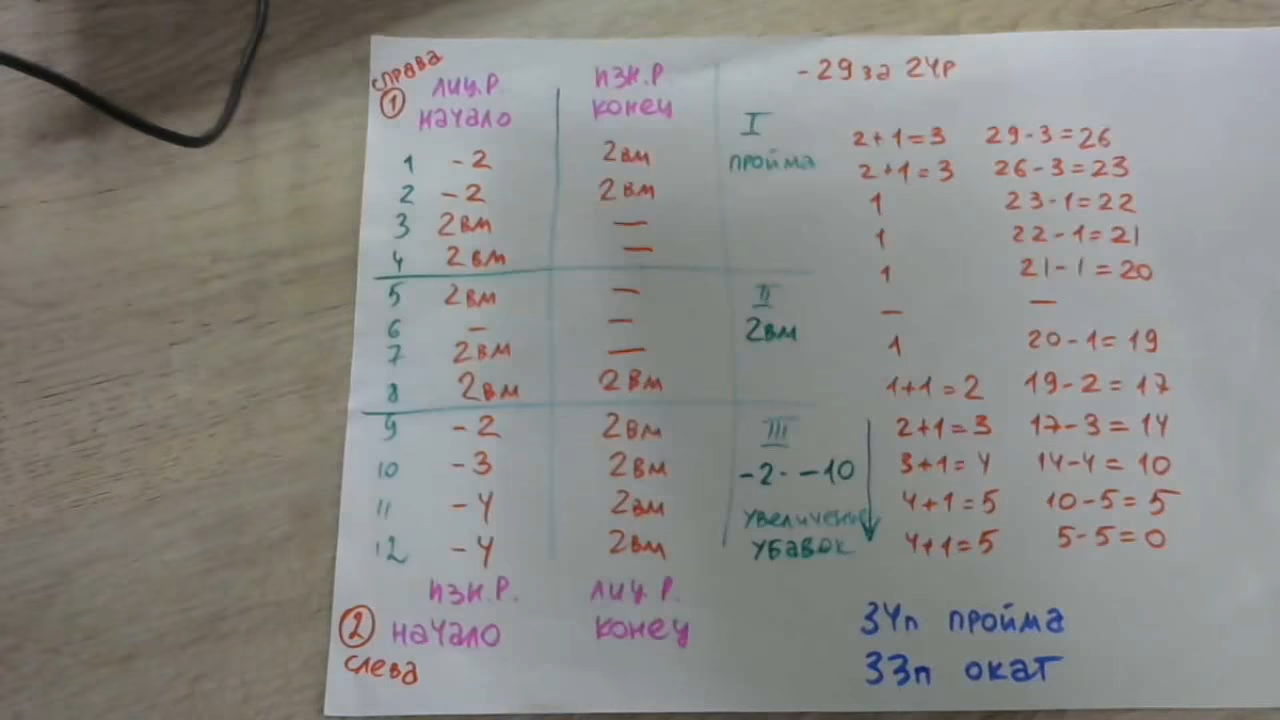 справа
① лиц.р изн.р -29 за 24р
начало конец
I
пройма
1 -2 2вм 2+1=3 29-3=26
2 -2 2вм 2+1=3 26-3=23
3 2вм — 1 23-1=22
4 2вм — 1 22-1=21
5 2вм — 1 21-1=20
II
2вм
6 – — — —
7 2вм — 1 20-1=19
8 2вм 2вм 1+1=2 19-2=17
9 -2 2вм 2+1=3 17-3=14
III
10 -3 2вм -2--10 3+1=4 14-4=10
11 -4 2вм 4+1=5 10-5=5
увеличение
12 -4 2вм убавок 4+1=5 5-5=0
изн.р. лиц.р.
② начало конец
слева
34п пройма
33п окат